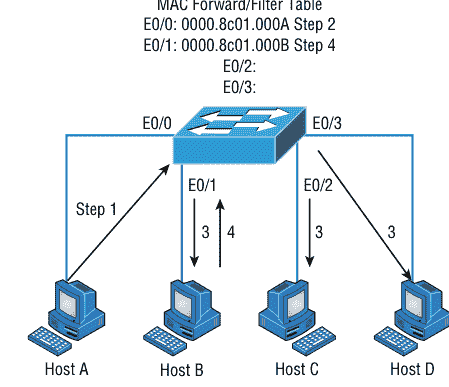 MAC Forward/Filter Table
E0/0: 0000.8c01.000A Step 2
E0/1: 0000.8c01.000B Step 4
E0/2:
E0/3:
E0/0
E0/3
Step 1
E0/1
E0/2
3
4
3
3
Host A
Host B
Host C
Host D